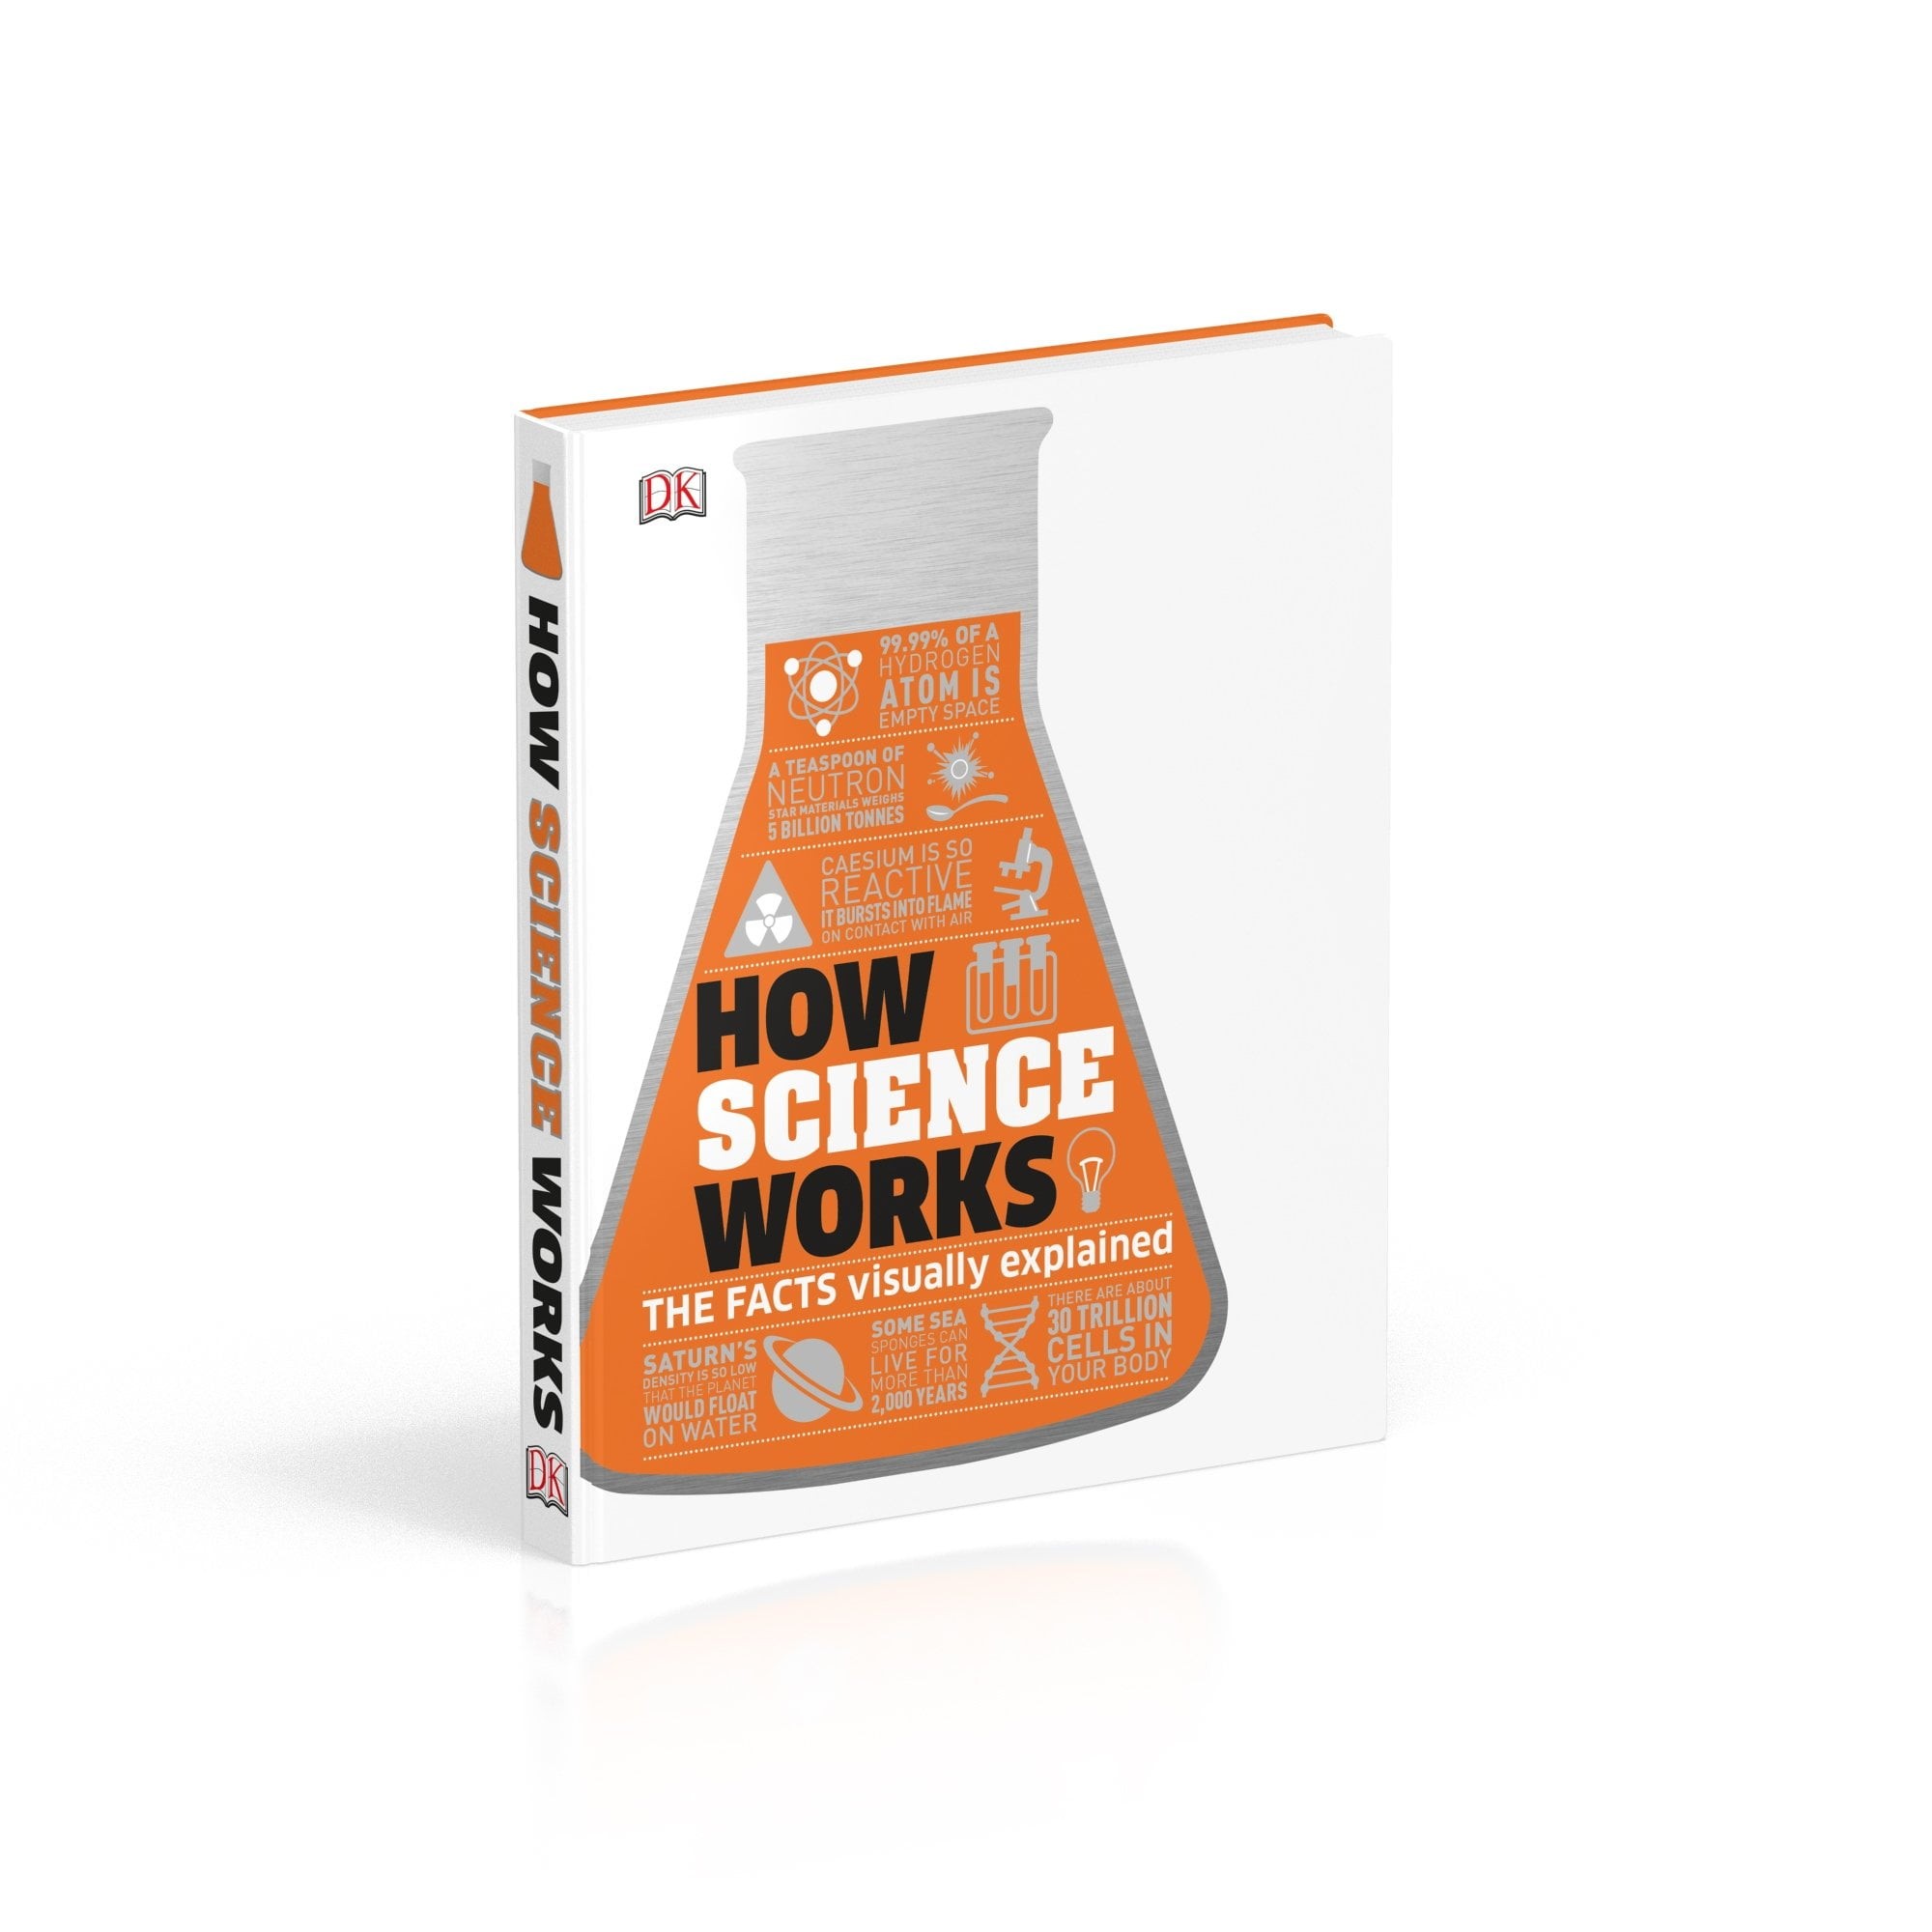 DK
99.99% OF A
HYDROGEN
ATOM IS
EMPTY SPACE
A TEASPOON OF
NEUTRON
STAR MATERIALS WEIGHS
5 BILLION TONNES
CAESIUM IS SO
REACTIVE
IT BURSTS INTO FLAME
ON CONTACT WITH AIR
HOW
SCIENCE
WORKS
THE FACTS visually explained
SATURN'S
DENSITY IS SO LOW
THAT THE PLANET
WOULD FLOAT
ON WATER
SOME SEA
SPONGES CAN
LIVE FOR
MORE THAN
2,000 YEARS
THERE ARE ABOUT
30 TRILLION
CELLS IN
YOUR BODY
HOW SCIENCE WORKS
DK